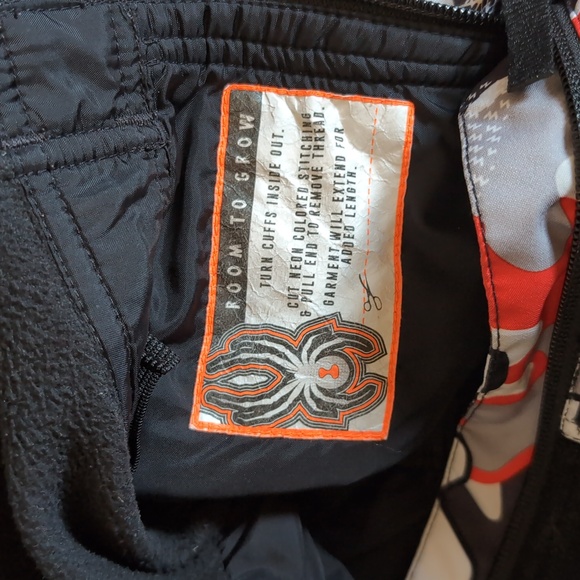 ROOM TO GROW
TURN CUFFS INSIDE OUT.
CUT NEON COLORED STITCHING
& PULL END TO REMOVE THREAD.
GARMENT WILL EXTEND FOR
ADDED LENGTH.